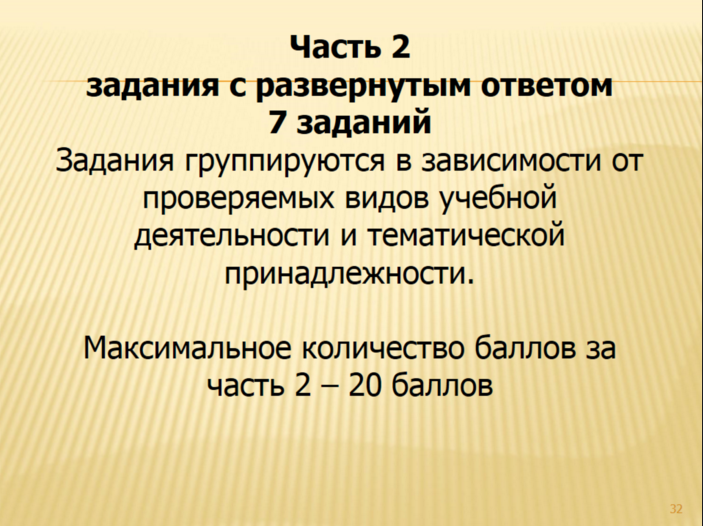 Часть 2
задания с развернутым ответом
7 заданий
Задания группируются в зависимости от
проверяемых видов учебной
деятельности и тематической
принадлежности.
Максимальное количество баллов за
часть 2 – 20 баллов
32